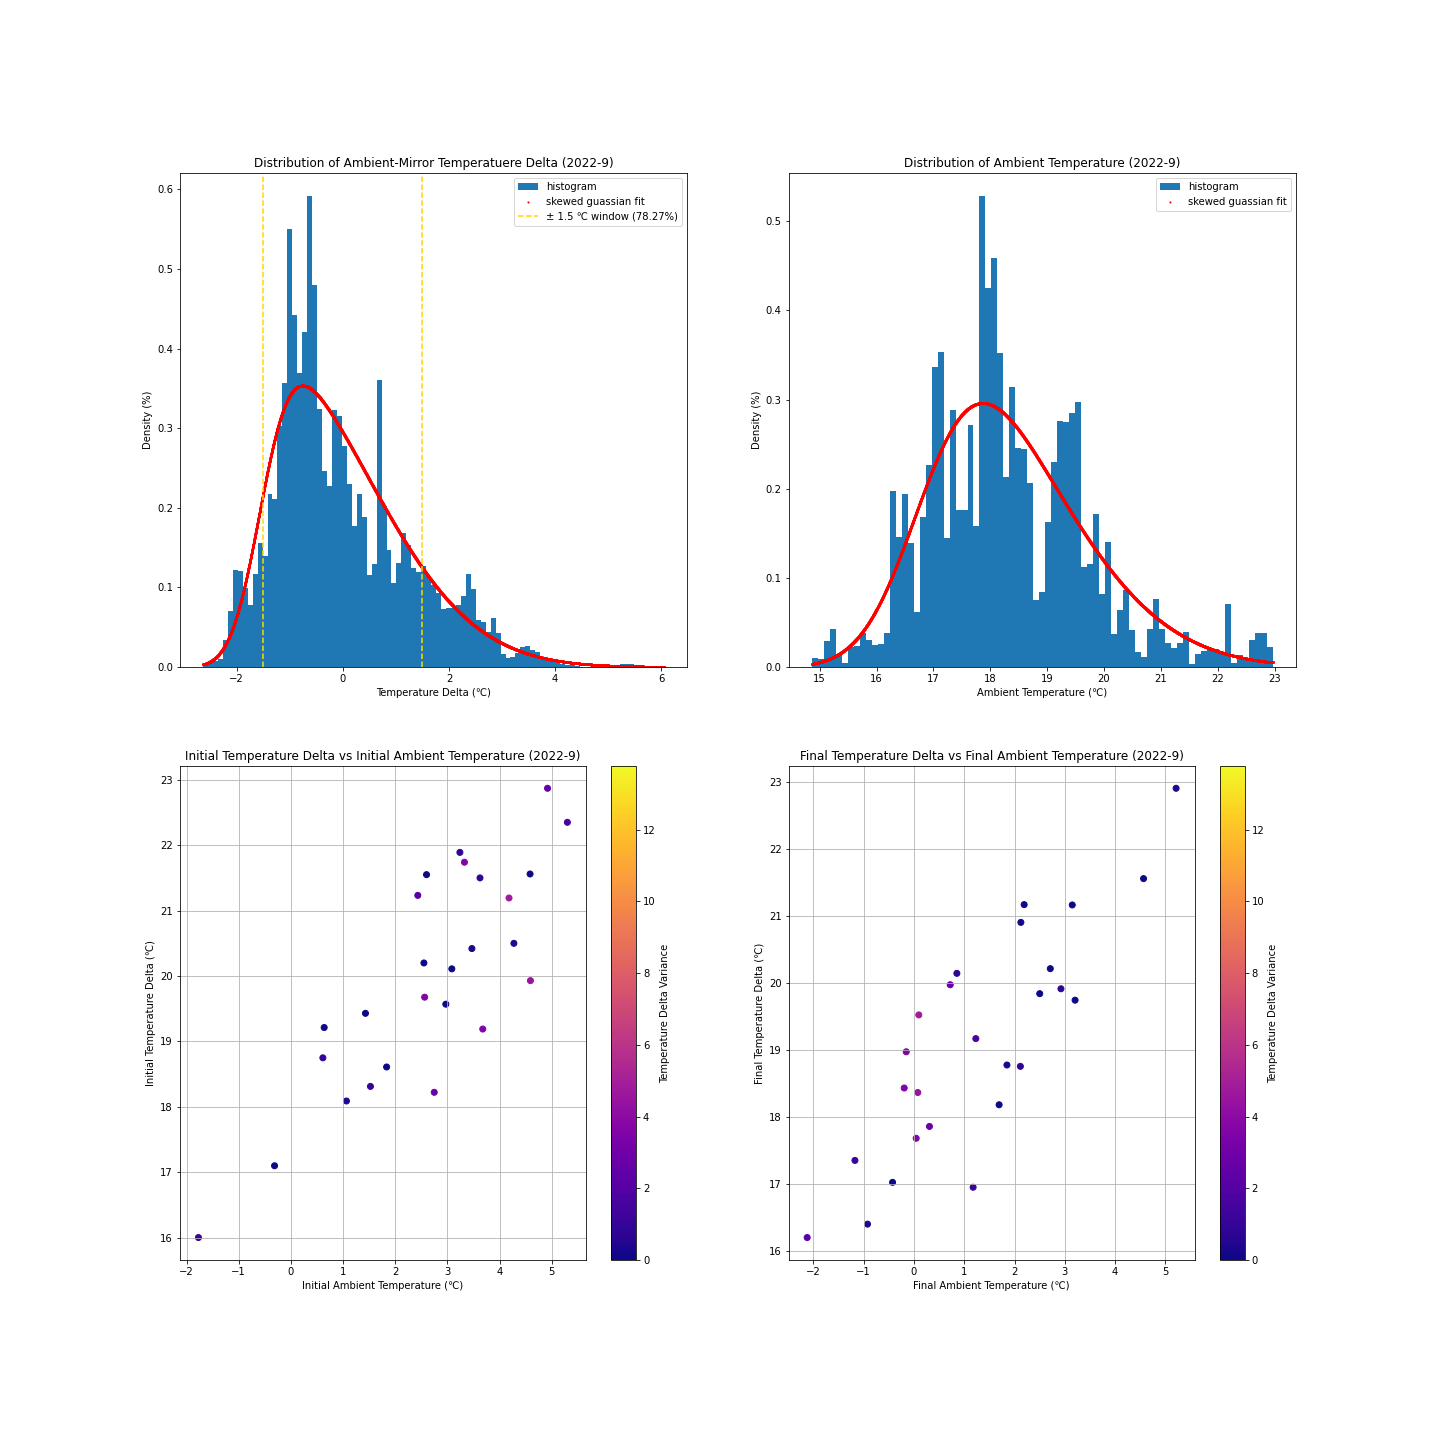 Distribution of Ambient-Mirror Temperatuere Delta (2022-9)
histogram
skewed guassian fit
± 1.5 ℃ window (78.27%)
Density (%)
0.6
0.5
0.4
0.3
0.2
0.1
0.0
−2 0 2 4 6
Temperature Delta (℃)
Distribution of Ambient Temperature (2022-9)
histogram
skewed guassian fit
Density (%)
0.5
0.4
0.3
0.2
0.1
0.0
15 16 17 18 19 20 21 22 23
Ambient Temperature (℃)
Initial Temperature Delta vs Initial Ambient Temperature (2022-9)
Initial Temperature Delta (℃)
23
22
21
20
19
18
17
16
−2 −1 0 1 2 3 4 5
Initial Ambient Temperature (℃)
12
10
8
6
4
2
0
Temperature Delta Variance
Final Temperature Delta vs Final Ambient Temperature (2022-9)
Final Temperature Delta (℃)
23
22
21
20
19
18
17
16
−2 −1 0 1 2 3 4 5
Final Ambient Temperature (℃)
12
10
8
6
4
2
0
Temperature Delta Variance